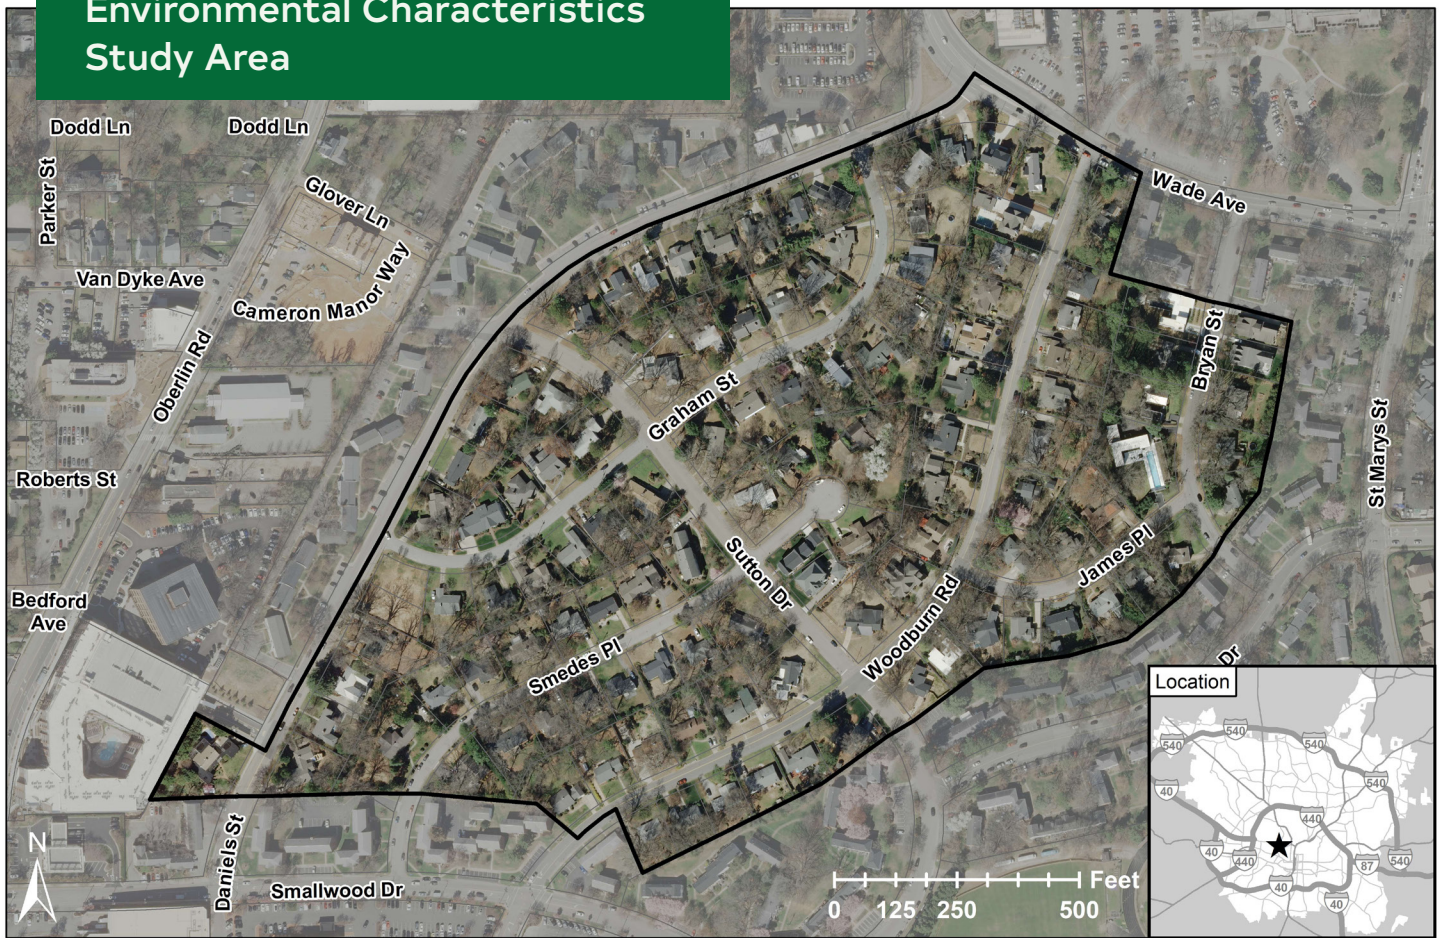 Environmental Characteristics
Study Area
Dodd Ln
Dodd Ln
Parker St
Glover Ln
Wade Ave
Van Dyke Ave
Cameron Manor Way
Oberlin Rd
Bryan St
Graham St
St Marys St
Roberts St
Sutton Dr
James Pl
Bedford
Ave
Woodburn Rd
Smedes Pl
Dr
Location
540
540
540
540
40
440
40
440
87
540
40
40
N
Daniels St
Smallwood Dr
Feet
0
125
250
500